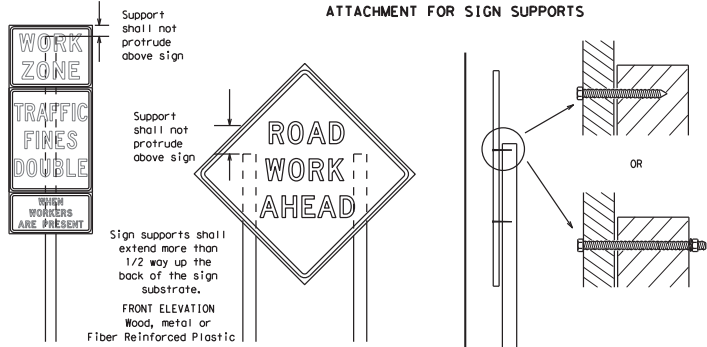 ATTACHMENT FOR SIGN SUPPORTS
Support
shall not
protrude
above sign
WORK
ZONE
TRAFFIC
FINES
DOUBLE
WHEN
WORKERS
ARE PRESENT
Support
shall not
protrude
above sign
ROAD
WORK
AHEAD
Sign supports shall
extend more than
1/2 way up the
back of the sign
substrate.
FRONT ELEVATION
Wood, metal or
Fiber Reinforced Plastic
OR